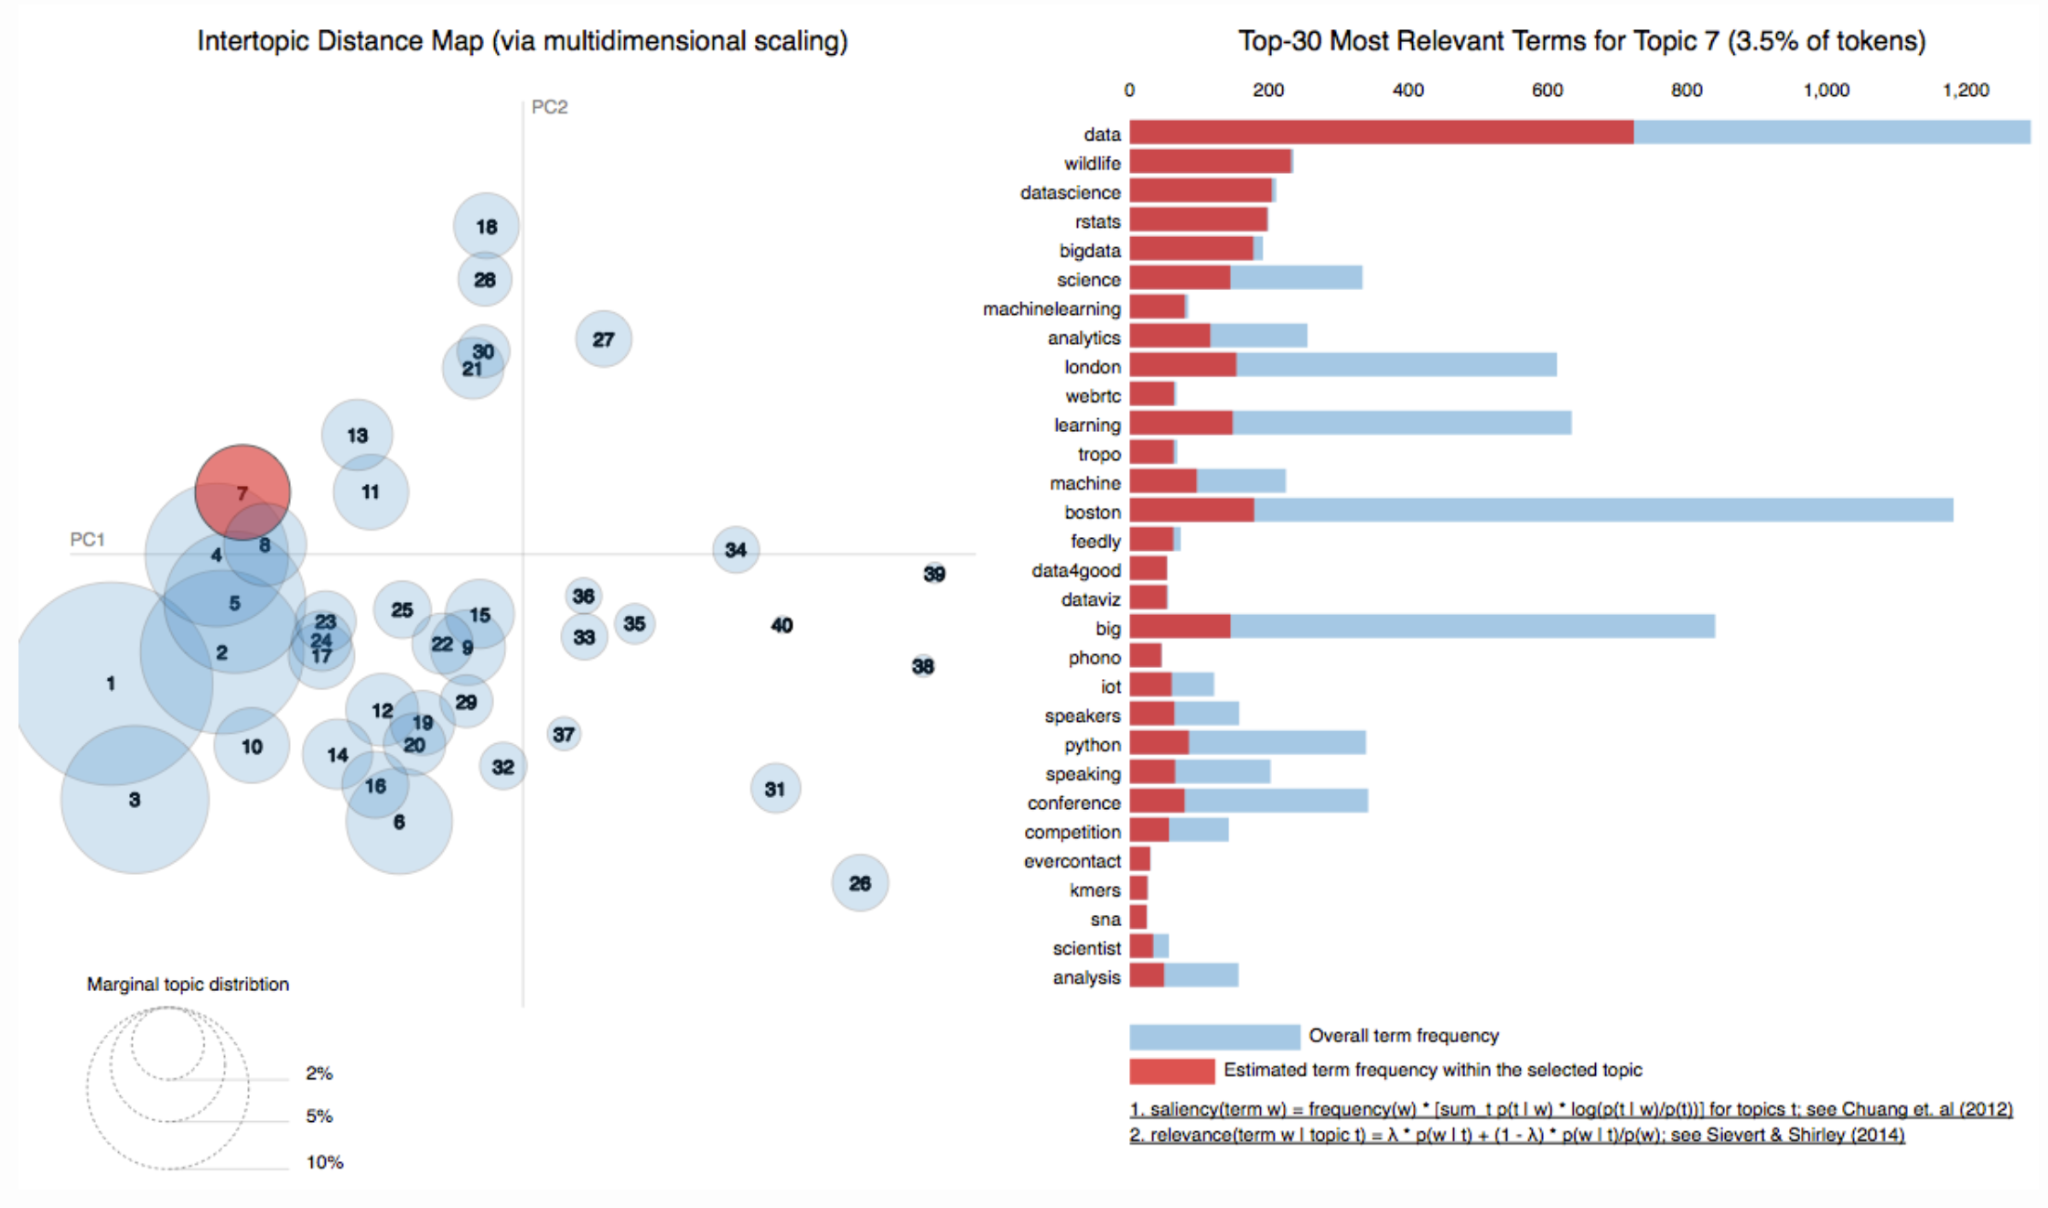 Intertopic Distance Map (via multidimensional scaling)
PC2
PC1
18
28
30
21
27
13
11
7
4
8
5
2
1
3
10
23
24
17
25
15
22
9
12
19
20
29
14
16
6
32
36
33
35
37
34
39
40
38
31
26
Marginal topic distribtion
2%
5%
10%
Top-30 Most Relevant Terms for Topic 7 (3.5% of tokens)
0 200 400 600 800 1,000 1,200
data
wildlife
datascience
rstats
bigdata
science
machinelearning
analytics
london
webrtc
learning
tropo
machine
boston
feedly
data4good
dataviz
big
phono
iot
speakers
python
speaking
conference
competition
evercontact
kmers
sna
scientist
analysis
Overall term frequency
Estimated term frequency within the selected topic
1. saliency(term w) = frequency(w) * [sum_t p(t | w) * log(p(t | w)/p(t))] for topics t; see Chuang et. al (2012)
2. relevance(term w | topic t) = λ * p(w | t) + (1 - λ) * p(w | t)/p(w); see Sievert & Shirley (2014)